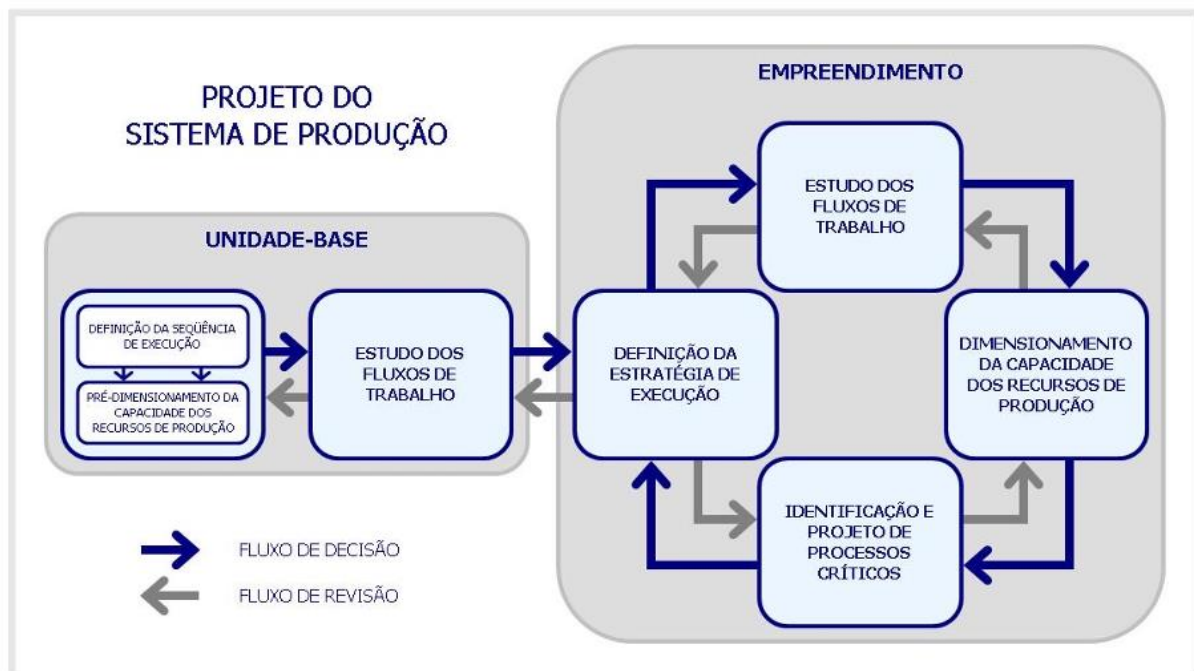 PROJETO DO
SISTEMA DE PRODUÇÃO
UNIDADE-BASE
DEFINIÇÃO DA SEQÜÊNCIA
DE EXECUÇÃO
PRÉ-DIMENSIONAMENTO DA
CAPACIDADE DOS
RECURSOS DE PRODUÇÃO
ESTUDO DOS
FLUXOS DE
TRABALHO
EMPREENDIMENTO
DEFINIÇÃO DA
ESTRATÉGIA DE
EXECUÇÃO
ESTUDO DOS
FLUXOS DE
TRABALHO
DIMENSIONAMENTO
DA CAPACIDADE
DOS RECURSOS DE
PRODUÇÃO
IDENTIFICAÇÃO E
PROJETO DE
PROCESSOS
CRÍTICOS
FLUXO DE DECISÃO
FLUXO DE REVISÃO